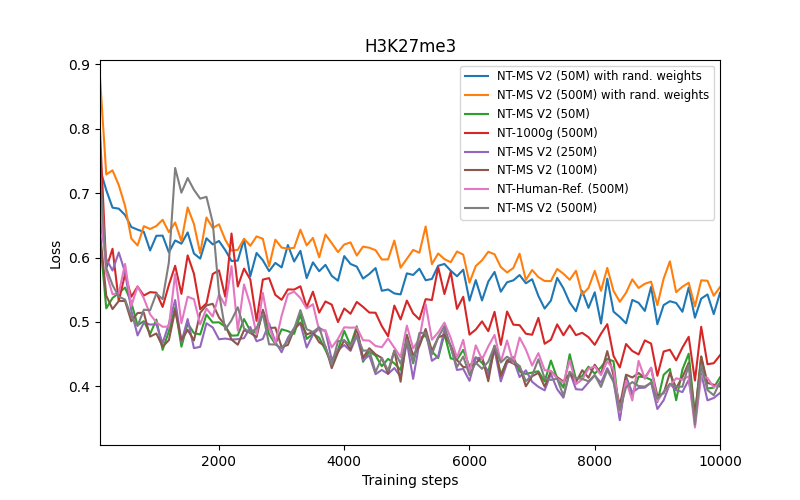 H3K27me3
0.9
0.8
0.7
0.6
0.5
0.4
Loss
NT-MS V2 (50M) with rand. weights
NT-MS V2 (500M) with rand. weights
NT-MS V2 (50M)
NT-1000g (500M)
NT-MS V2 (250M)
NT-MS V2 (100M)
NT-Human-Ref. (500M)
NT-MS V2 (500M)
2000 4000 6000 8000 10000
Training steps